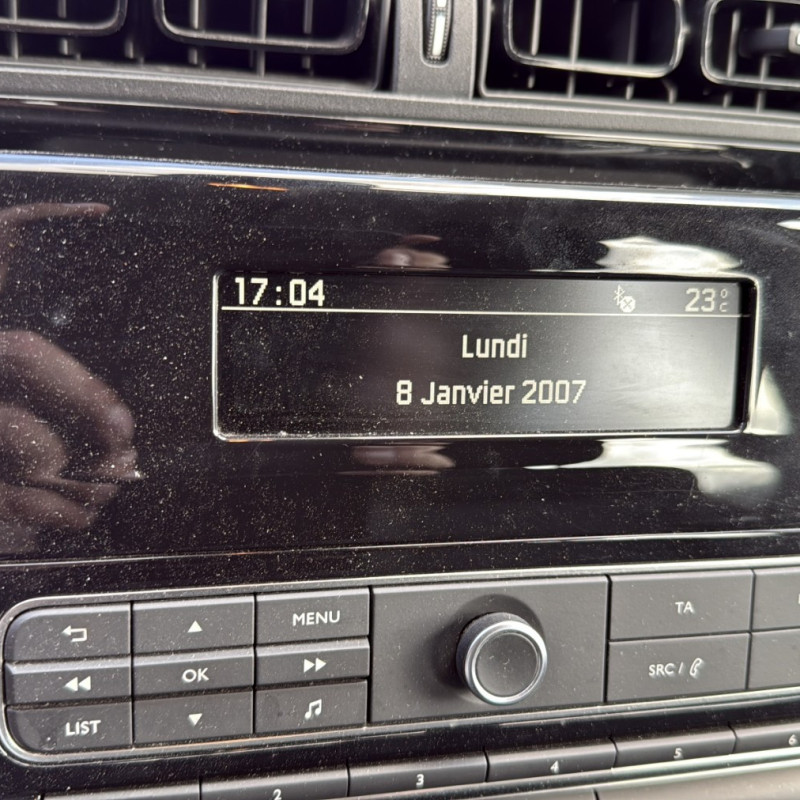 17:04 23°C
Lundi
8 Janvier 2007
MENU
TA
OK
SRC /
LIST
2 3 4 5 6